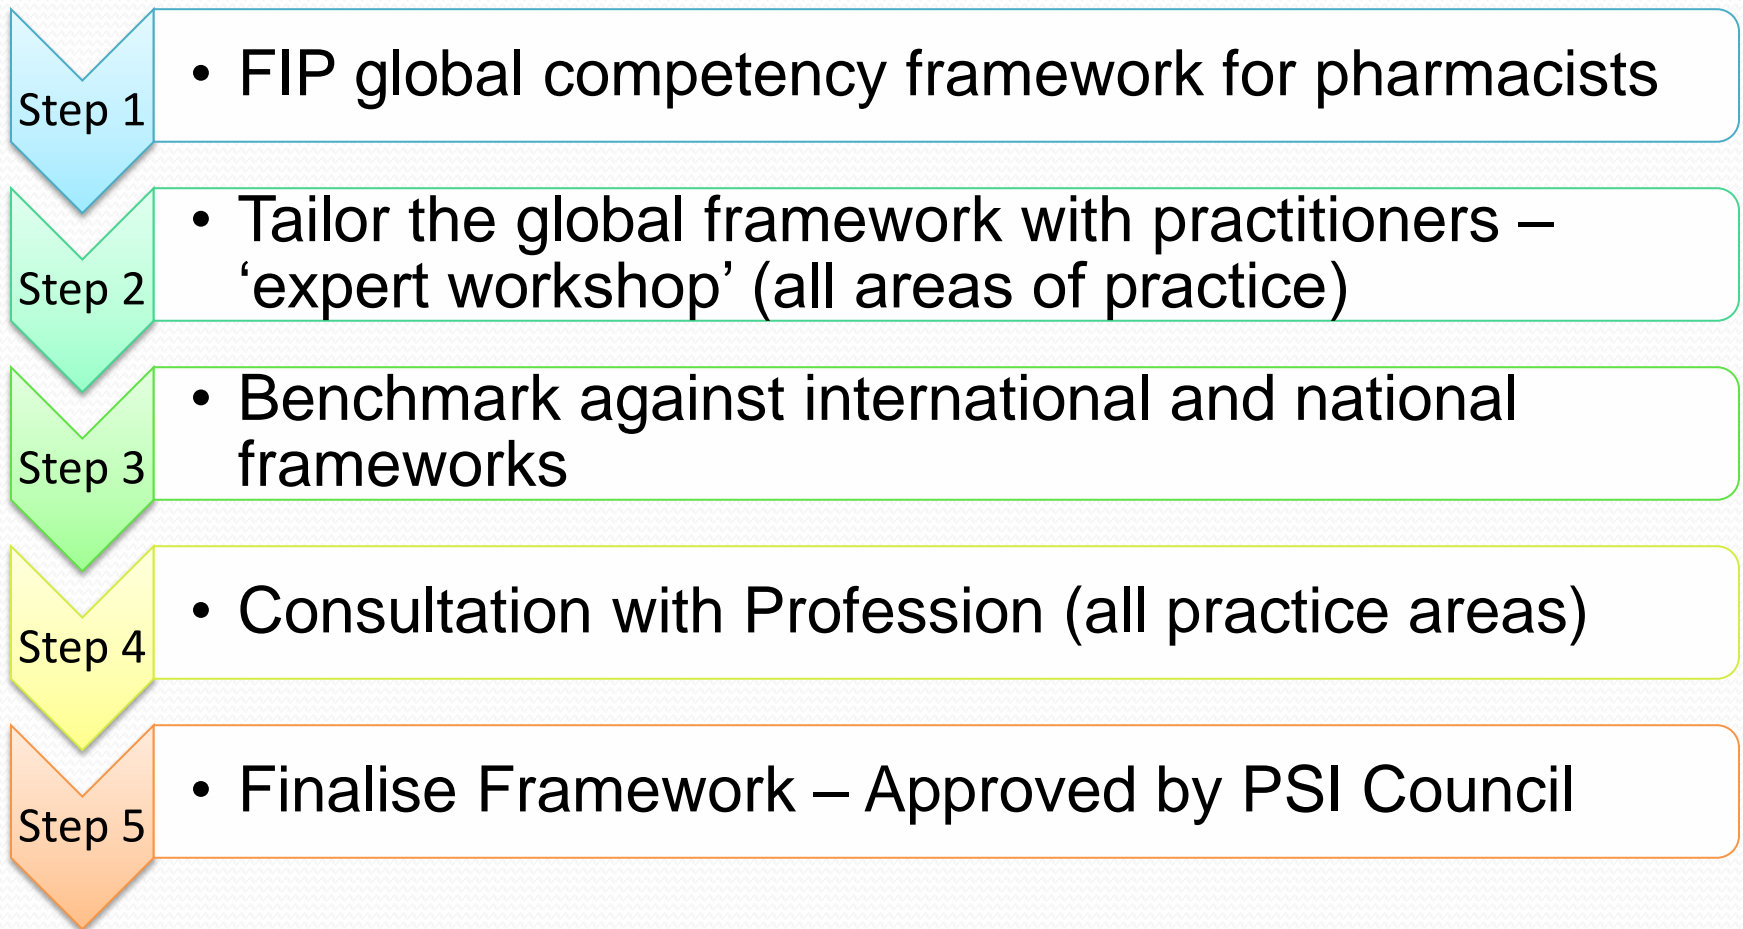 Step 1
• FIP global competency framework for pharmacists
Step 2
• Tailor the global framework with practitioners –
‘expert workshop’ (all areas of practice)
Step 3
• Benchmark against international and national
frameworks
Step 4
• Consultation with Profession (all practice areas)
Step 5
• Finalise Framework – Approved by PSI Council